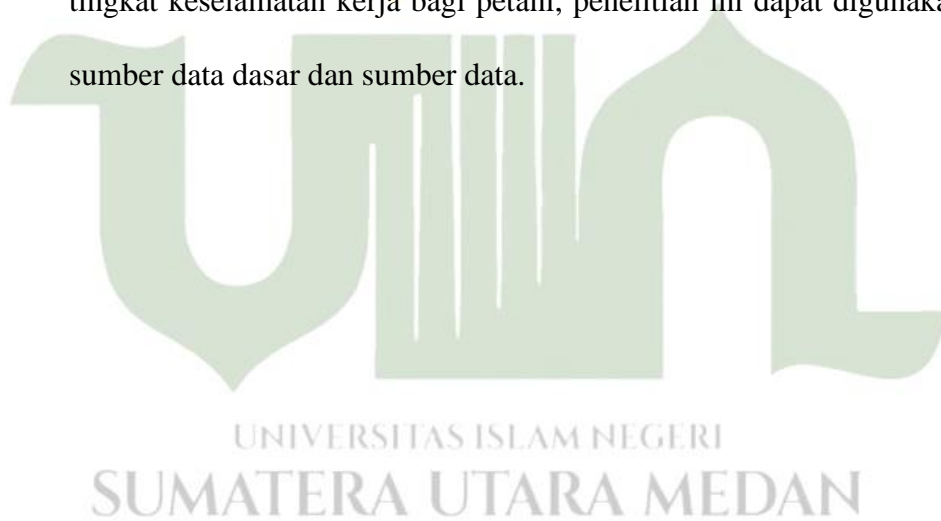 tingkat keselamatan kerja bagi petani, penelitian ini dapat
sumber data dasar dan sumber data.
UNIVERSITAS ISLAM NEGERI
SUMATERA UTARA MEDAN